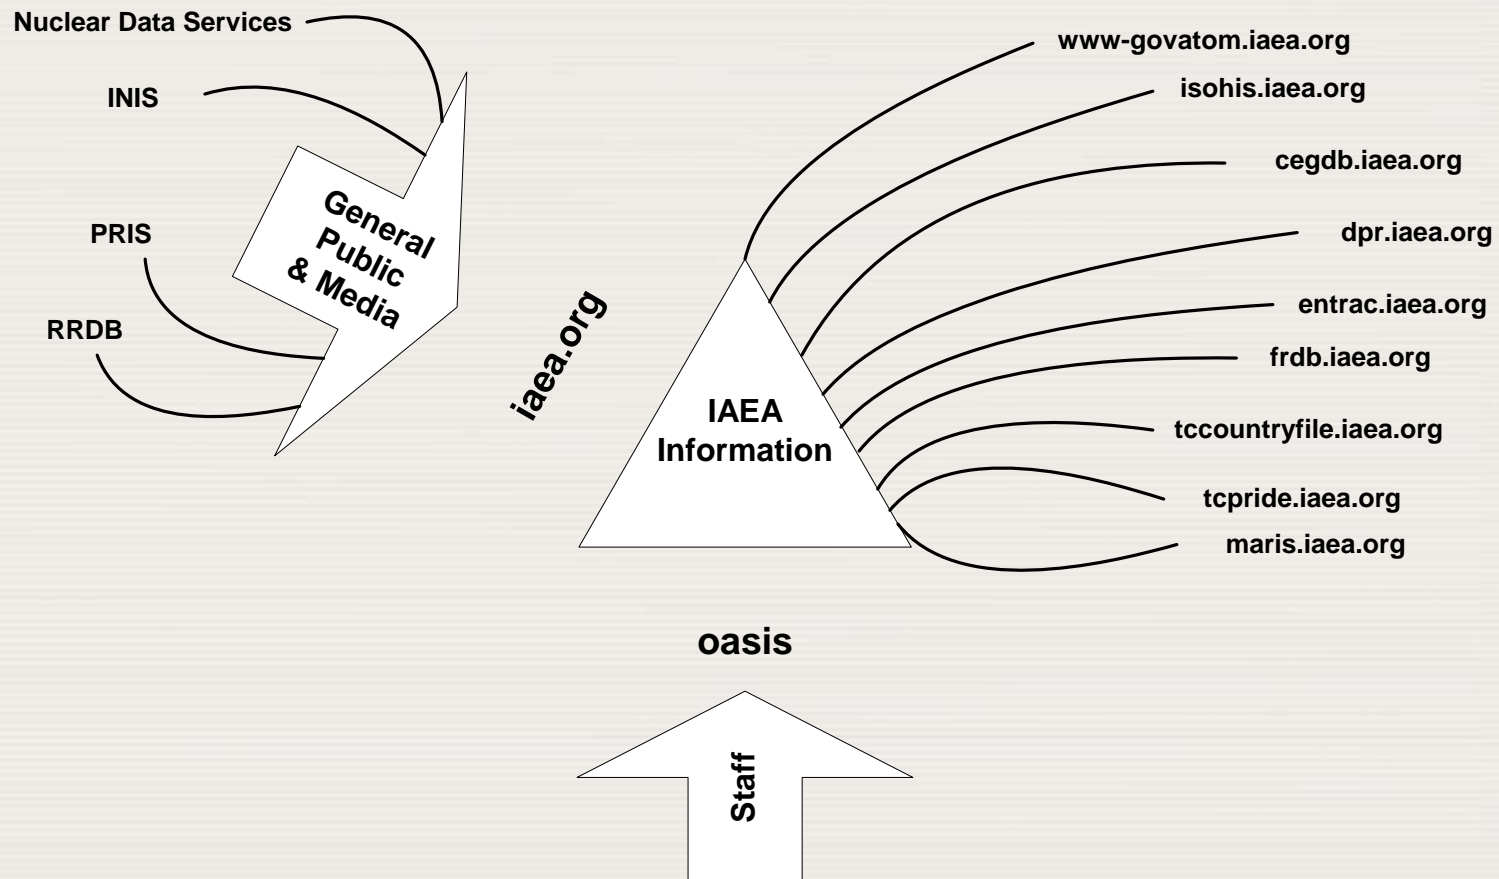 Nuclear Data Services
INIS
PRIS
RRDB
General
Public
& Media
iaea.org
IAEA
Information
www-govatom.iaea.org
isohis.iaea.org
cegdb.iaea.org
dpr.iaea.org
entrac.iaea.org
frdb.iaea.org
tccountryfile.iaea.org
tcpride.iaea.org
maris.iaea.org
oasis
Staff